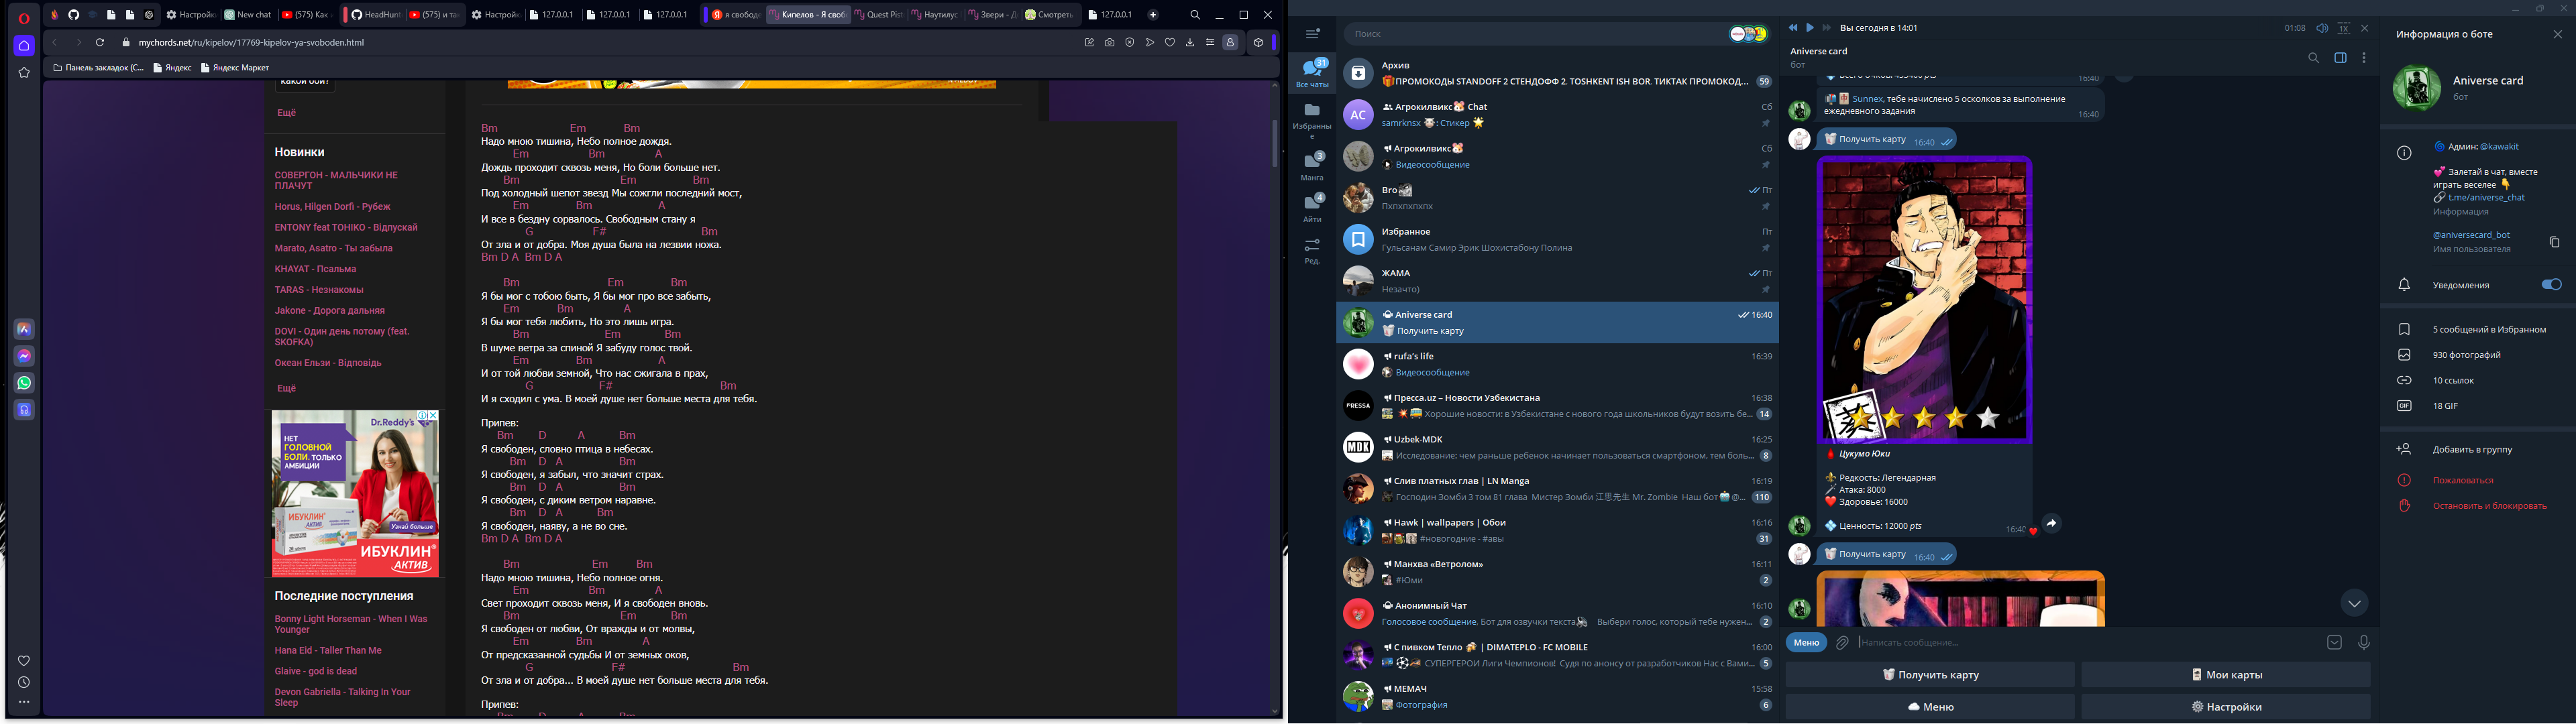 Настройк
New chat
(575) Как
HeadHunt
(575) и та
Настройк
127.0.0.1
127.0.0.1
127.0.0.1
я свобод
Кипелов - Я своб
Quest Pist
Наутилус
Звери - Д
Смотреть
127.0.0.1
mychords.net/ru/kipelov/17769-kipelov-ya-svoboden.html
Панель закладок (С...
Яндекс
Яндекс Маркет
какой бой?
Ещё
Новинки
СОВЕРГОН - МАЛЬЧИКИ НЕ
ПЛАЧУТ
Horus, Hilgen Dorfi - Рубеж
ENTONY feat TOHIKO - Відпускай
Marato, Asatro - Ты забыла
KHAYAT - Псальма
TARAS - Незнакомы
Jakone - Дорога дальняя
DOVI - Один день потому (feat.
SKOFKA)
Океан Ельзи - Відповідь
Ещё
Dr.Reddy's
НЕТ
ГОЛОВНОЙ
БОЛИ, ТОЛЬКО
АМБИЦИИ
ИБУКЛИН
АКТИВ
Узнай больше
ИБУКЛИН®
АКТИВ
Последние поступления
Bonny Light Horseman - When I Was
Younger
Hana Eid - Taller Than Me
Glaive - god is dead
Devon Gabriella - Talking In Your
Sleep
Bm Em Bm
Надо мною тишина, Небо полное дождя.
Em Bm A
Дождь проходит сквозь меня, Но боли больше нет.
Bm Em Bm
Под холодный шепот звезд Мы сожгли последний мост,
Em Bm A
И все в бездну сорвалось. Свободным стану я
G F# Bm
От зла и от добра. Моя душа была на лезвии ножа.
Bm D A Bm D A
Bm Em Bm
Я бы мог с тобою быть, Я бы мог про все забыть,
Em Bm A
Я бы мог тебя любить, Но это лишь игра.
Bm Em Bm
В шуме ветра за спиной Я забуду голос твой.
Em Bm A
И от той любви земной, Что нас сжигала в прах,
G F# Bm
И я сходил с ума. В моей душе нет больше места для тебя.
Припев:
Bm D A Bm
Я свободен, словно птица в небесах.
Bm D A Bm
Я свободен, я забыл, что значит страх.
Bm D A Bm
Я свободен, с диким ветром наравне.
Bm D A Bm
Я свободен, наяву, а не во сне.
Bm D A Bm D A
Bm Em Bm
Надо мною тишина, Небо полное огня.
Em Bm A
Свет проходит сквозь меня, И я свободен вновь.
Bm Em Bm
Я свободен от любви, От вражды и от молвы,
Em Bm A
От предсказанной судьбы И от земных оков,
G F# Bm
От зла и от добра... В моей душе нет больше места для тебя.
Припев:
Bm D A Bm
31
Все чаты
Избранны
е
3
Манга
4
Айти
Ред.
Поиск
Архив
ПРОМОКОДЫ STANDOFF 2 СТЕНДОФФ 2. TOSHKENT ISH BOR. ТИКТАК ПРОМОКОД... 59
AC
Агрокилвикс🐹 Chat Сб
samrknsx: Стикер 🌟
Агрокилвикс🐹 Сб
Видеосообщение
Bro Пт
Пхпхпхпхпх
Избранное Пт
Гульсанам Самир Эрик Шохистабону Полина
ЖАМА Пт
Незачто)
Aniverse card 16:40
Получить карту
rufa's life 16:39
Видеосообщение
PRESSA
Пресса.uz – Новости Узбекистана 16:38
Хорошие новости: в Узбекистане с нового года школьников будут возить бе... 14
MDK
Uzbek-MDK 16:25
Исследование: чем раньше ребенок начинает пользоваться смартфоном, тем боль... 8
Слив платных глав | LN Manga 16:19
Господин Зомби 3 том 81 глава Мистер Зомби 江思先生 Mr. Zombie Наш бот @... 110
Hawk | wallpapers | Обои 16:16
#новогодние - #авы 31
Манхва «Ветролом» 16:11
#Юми 2
Анонимный Чат 16:10
Голосовое сообщение, Бот для озвучки текста Выбери голос, который тебе нужен... 2
С пивком Тепло 🍻 | DIMATEPLO - FC MOBILE 16:00
СУПЕРГЕРОИ Лиги Чемпионов! Судя по анонсу от разработчиков Нас с Вами... 5
МЕМАЧ 15:58
Фотография 6
Вы сегодня в 14:01
01:08
1X
Aniverse card
бот
16:40
Sunnex, тебе начислено 5 осколков за выполнение
ежедневного задания
16:40
Получить карту 16:40
Цукумо Юки
Редкость: Легендарная
Атака: 8000
❤️ Здоровье: 16000
💠 Ценность: 12000 pts
16:40
Получить карту 16:40
Меню
Написать сообщение...
Получить карту
Мои карты
Меню
Настройки
Информация о боте
Aniverse card
бот
Админ: @kawakit
💕 Залетай в чат, вместе
играть веселее 👇
🔗 t.me/aniverse_chat
Информация
@aniversecard_bot
Имя пользователя
Уведомления
5 сообщений в Избранном
930 фотографий
10 ссылок
GIF
18 GIF
Добавить в группу
Пожаловаться
Остановить и блокировать